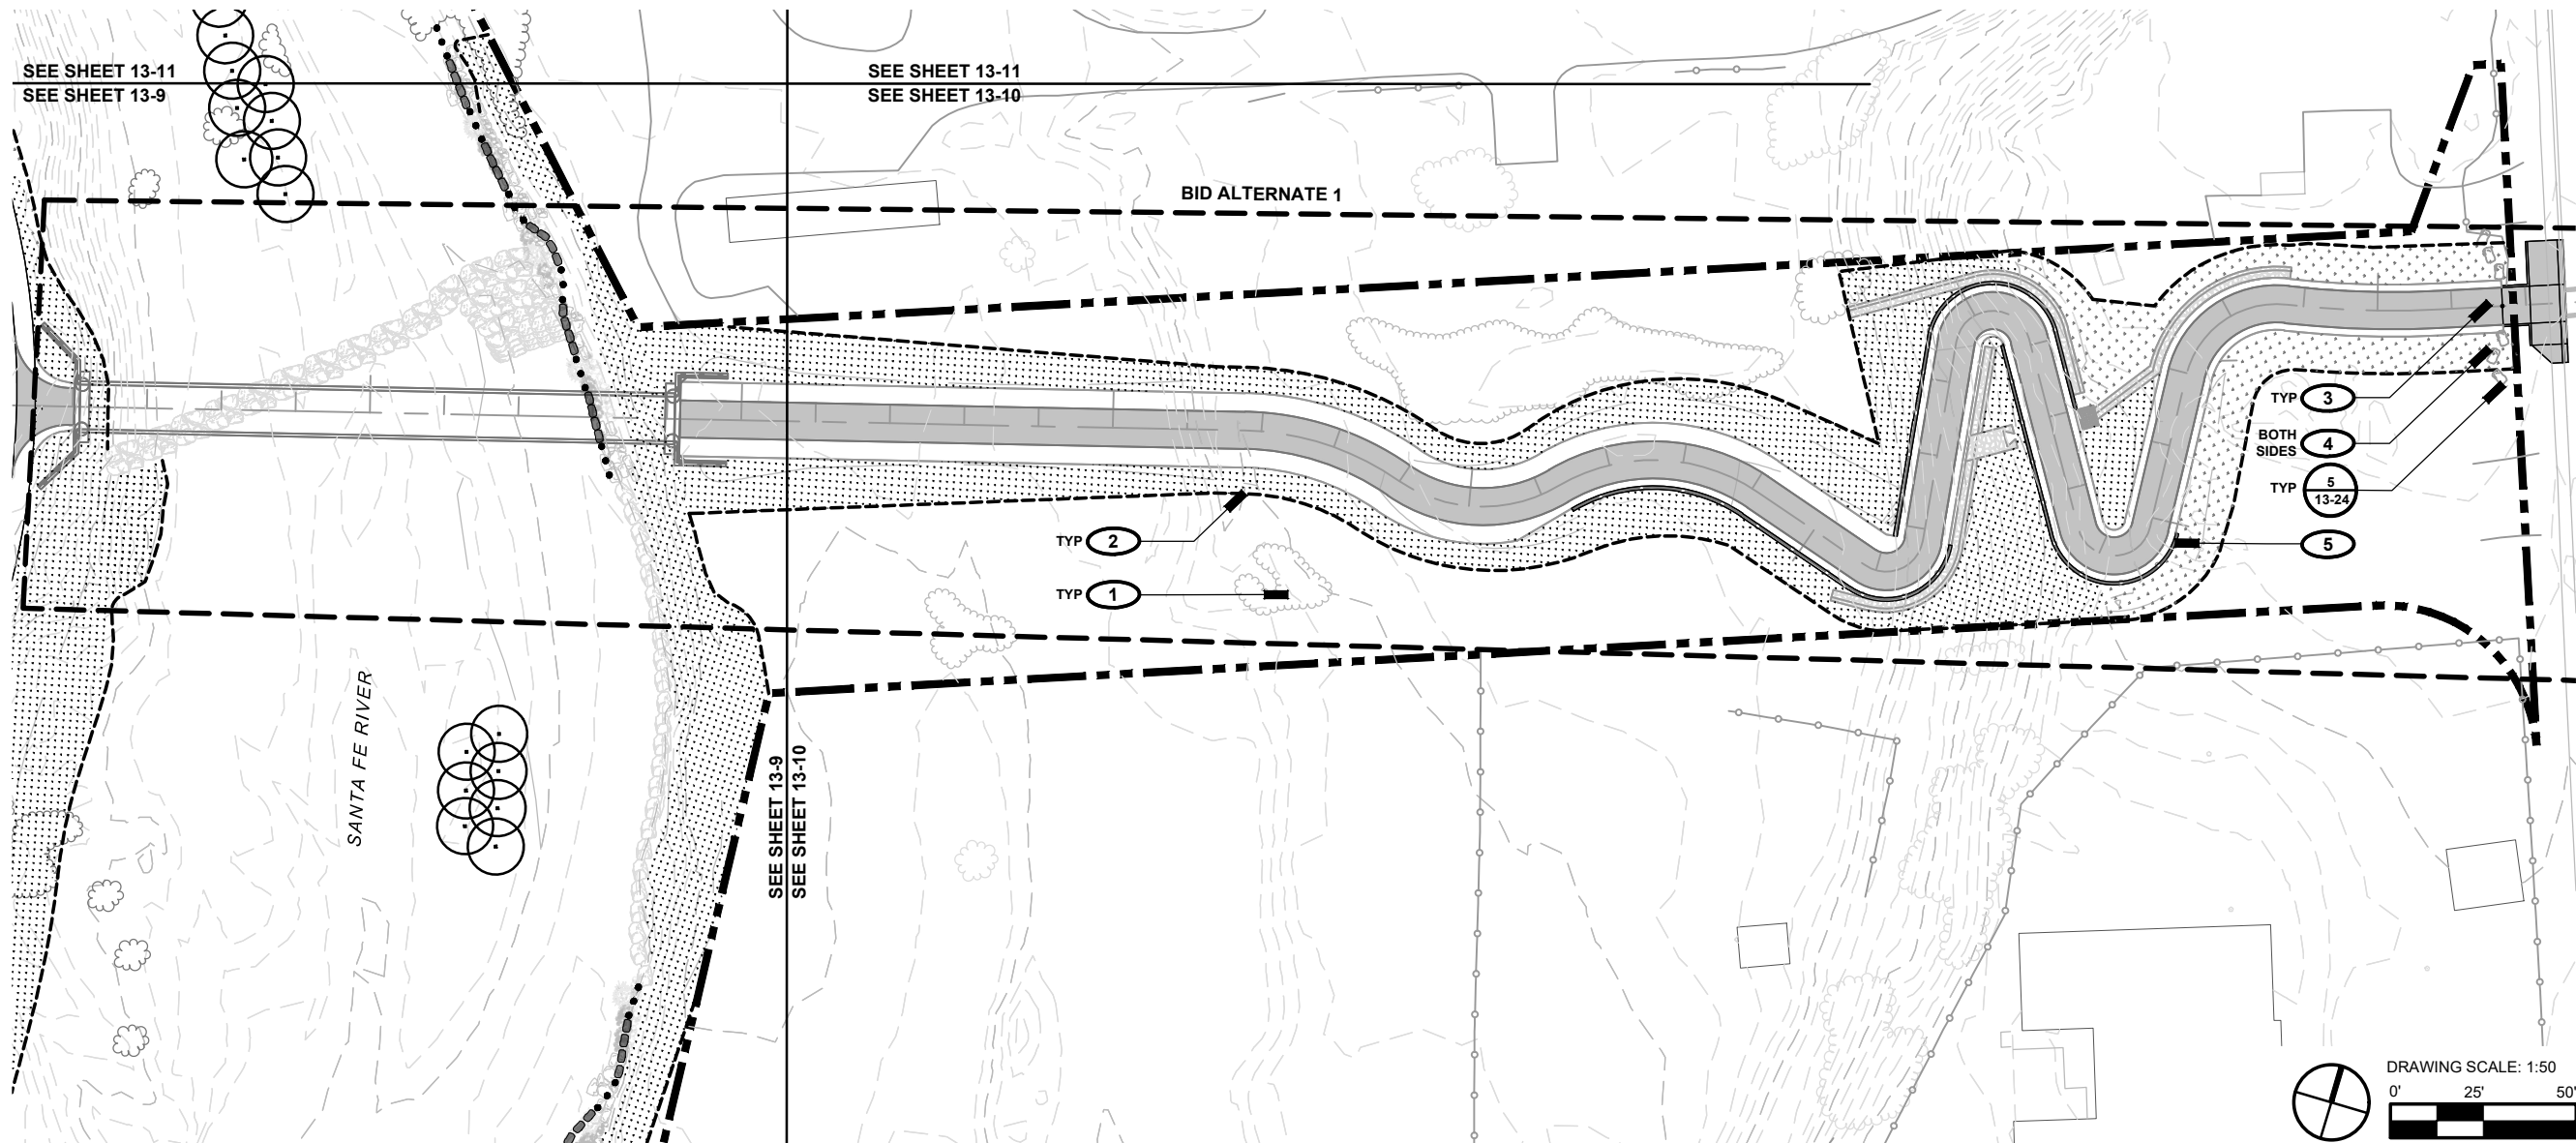 SEE SHEET 13-11
SEE SHEET 13-9
SEE SHEET 13-11
SEE SHEET 13-10
BID ALTERNATE 1
TYP 3
BOTH SIDES 4
TYP 5
13-24
5
TYP 2
TYP 1
SANTA FE RIVER
SEE SHEET 13-9
SEE SHEET 13-10
DRAWING SCALE: 1:50
0' 25' 50'